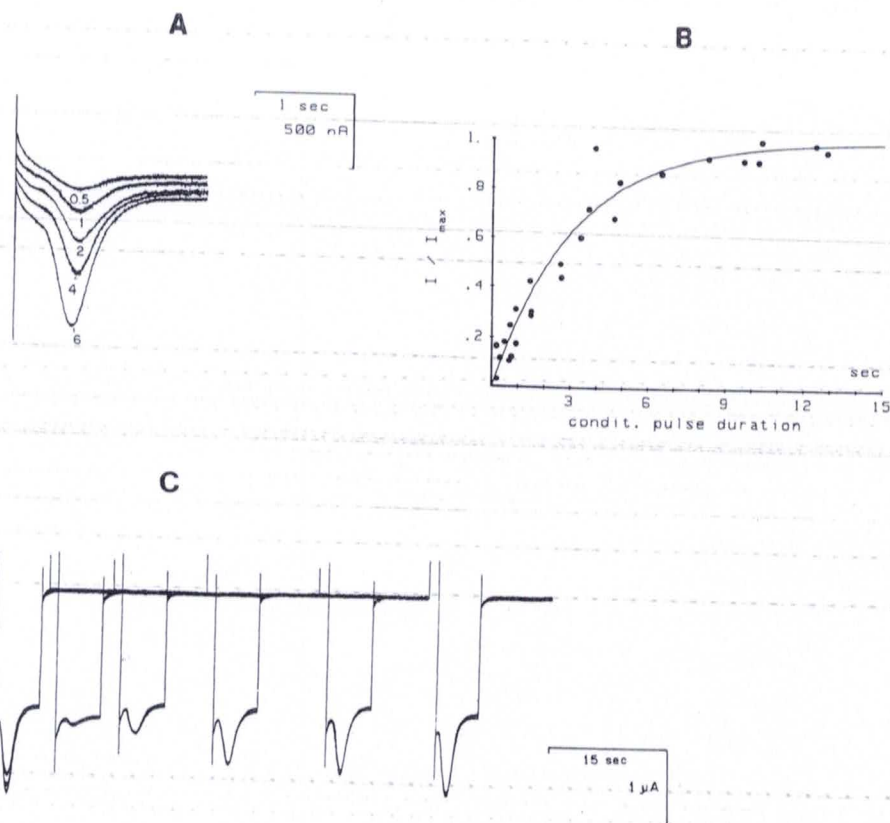 A
1 sec
500 nA
0.5
1
2
4
6
B
1.
.8
.6
.4
.2
I / Imax
sec
3 6 9 12 15
condit. pulse duration
C
15 sec
1 µA